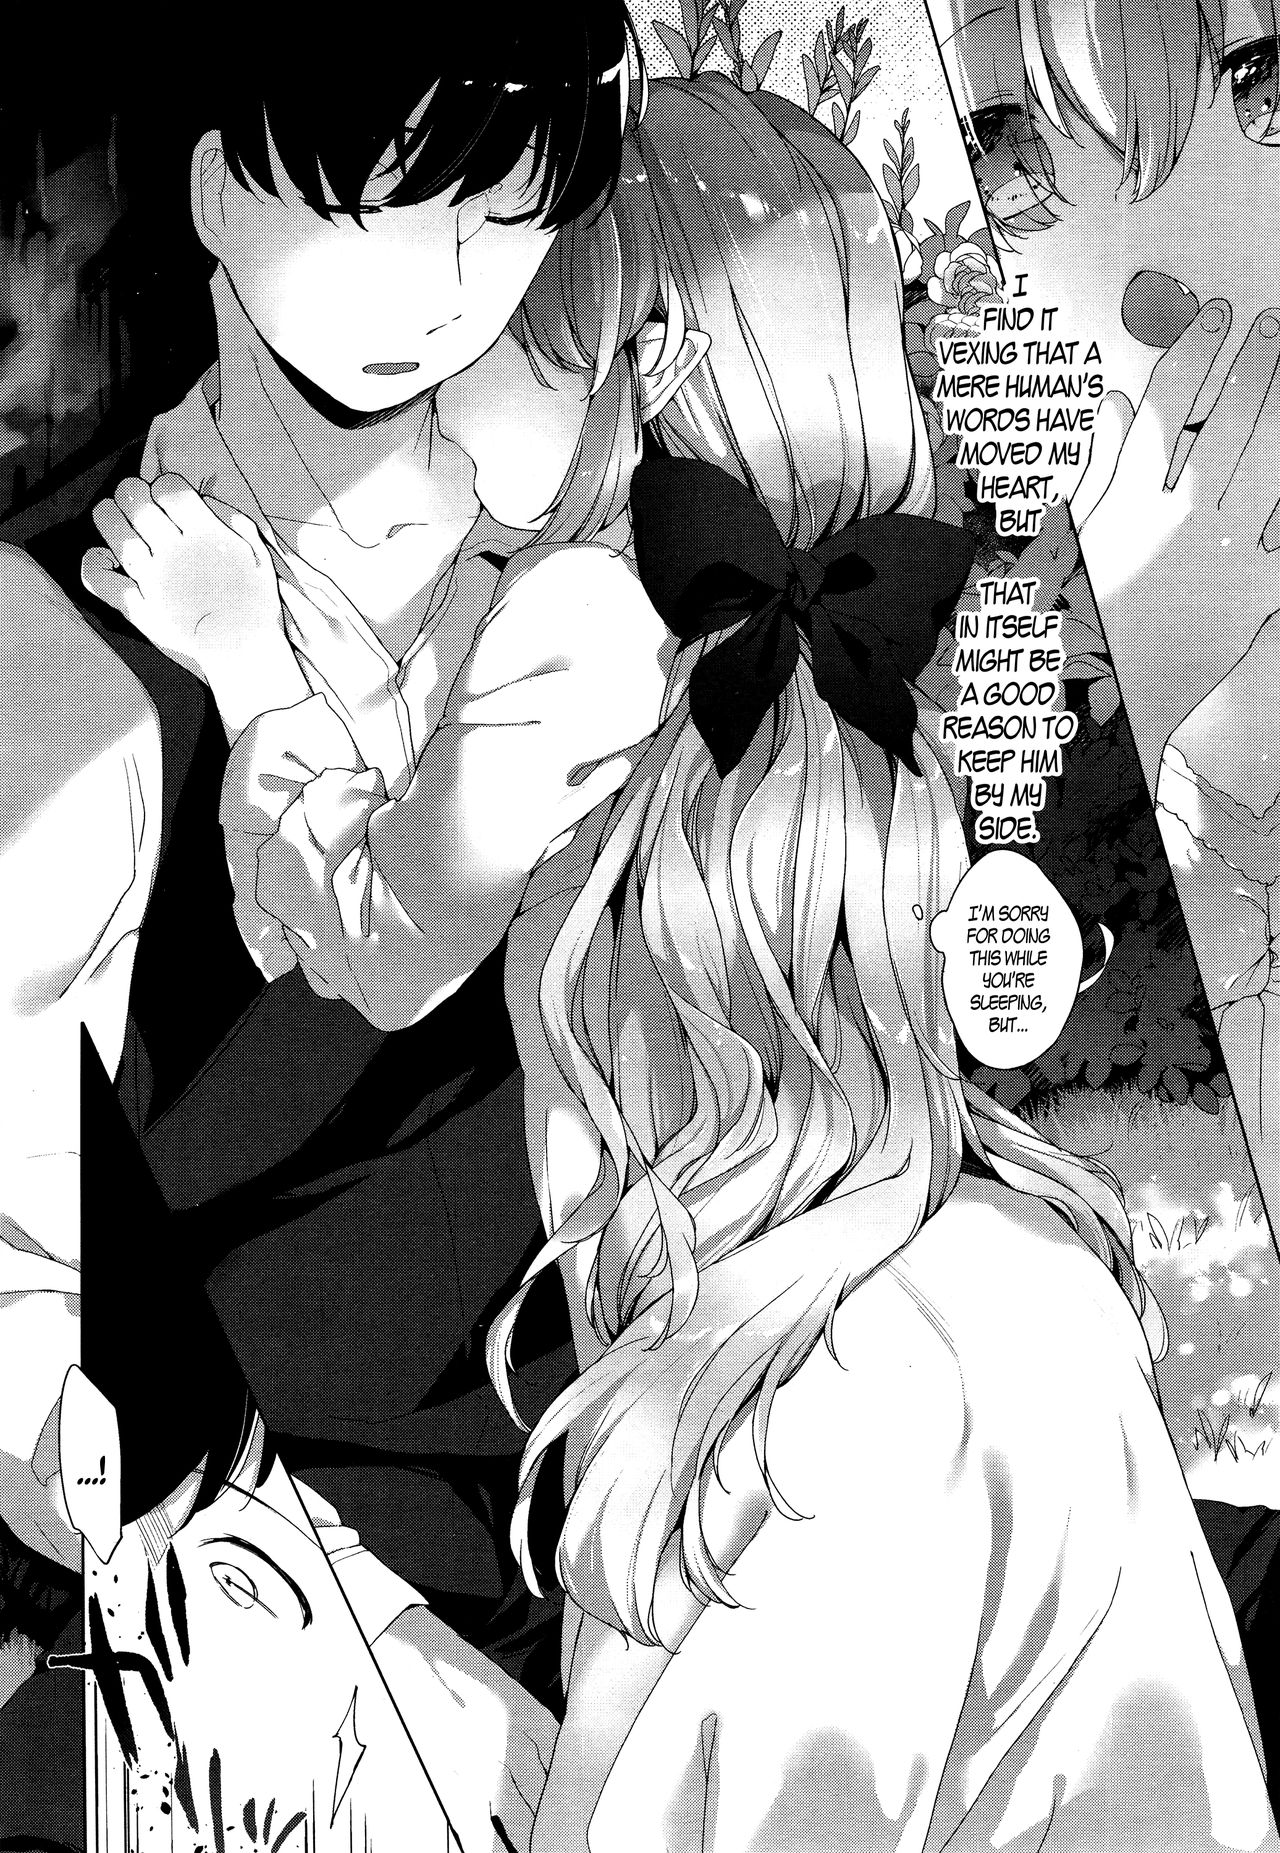 I
FIND IT
VEXING THAT A
MERE HUMAN'S
WORDS HAVE
MOVED MY
HEART,
BUT
THAT
IN ITSELF
MIGHT BE
A GOOD
REASON TO
KEEP HIM
BY MY
SIDE.
I'M SORRY
FOR DOING
THIS WHILE
YOU'RE
SLEEPING,
BUT...
....!